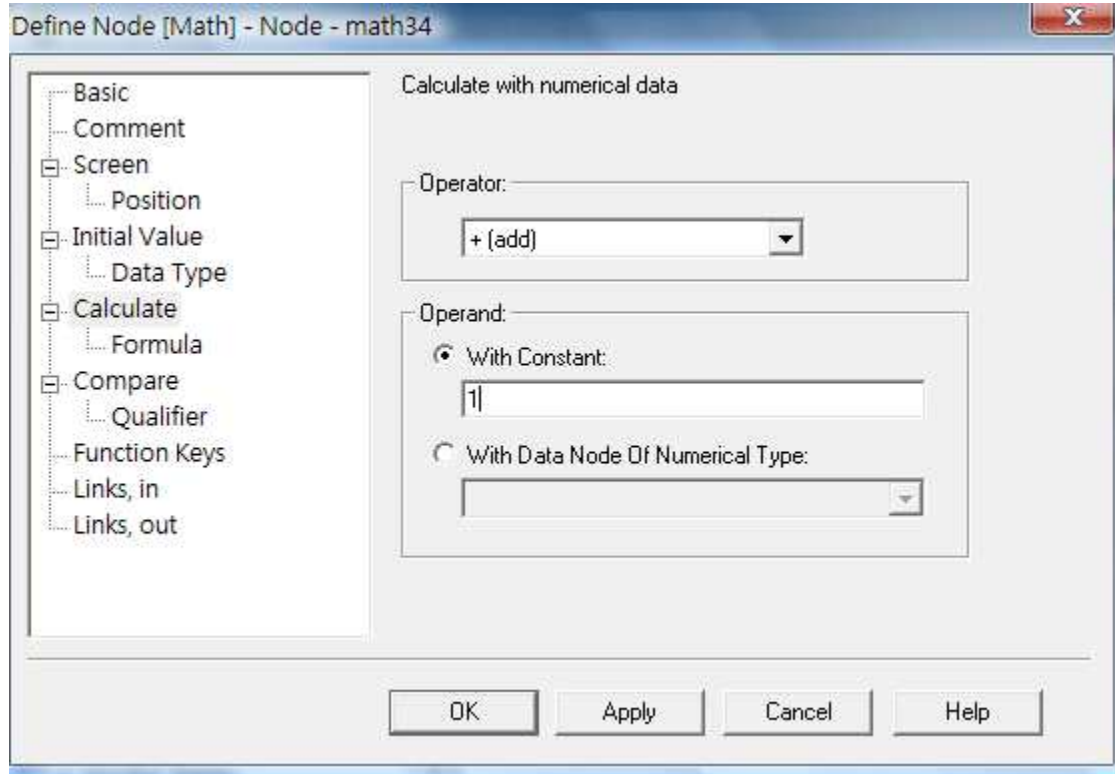 Define Node [Math] - Node - math34
Basic
Comment
Screen
Position
Initial Value
Data Type
Calculate
Formula
Compare
Qualifier
Function Keys
Links, in
Links, out
Calculate with numerical data
Operator:
+ (add)
Operand:
With Constant:
1
With Data Node Of Numerical Type:
OK Apply Cancel Help